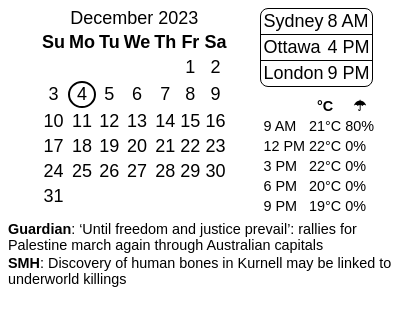 December 2023
Su Mo Tu We Th Fr Sa
1 2
3 4 5 6 7 8 9
10 11 12 13 14 15 16
17 18 19 20 21 22 23
24 25 26 27 28 29 30
31
Sydney 8 AM
Ottawa 4 PM
London 9 PM
°C ☂
9 AM 21°C 80%
12 PM 22°C 0%
3 PM 22°C 0%
6 PM 20°C 0%
9 PM 19°C 0%
Guardian: ‘Until freedom and justice prevail’: rallies for
Palestine march again through Australian capitals
SMH: Discovery of human bones in Kurnell may be linked to
underworld killings